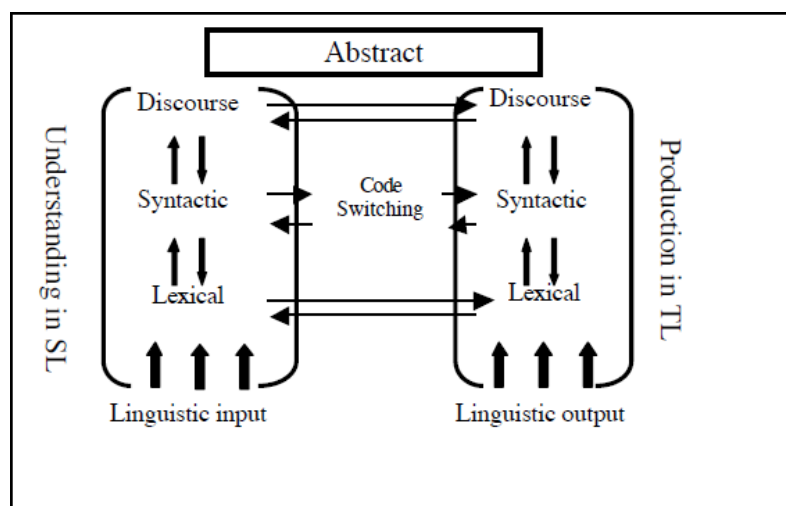 Abstract
Discourse
Discourse
Understanding in SL
Syntactic
Code
Switching
Syntactic
Production in TL
Lexical
Lexical
Linguistic input
Linguistic output